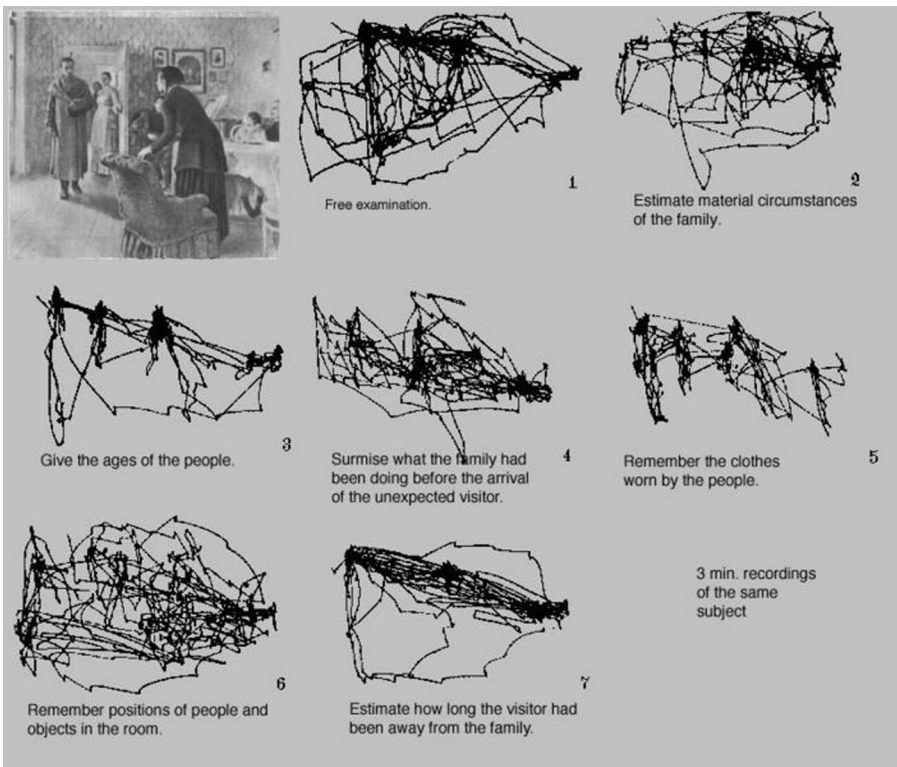 1
Free examination.
2
Estimate material circumstances
of the family.
3
Give the ages of the people.
4
Surmise what the family had
been doing before the arrival
of the unexpected visitor.
5
Remember the clothes
worn by the people.
6
Remember positions of people and
objects in the room.
7
Estimate how long the visitor had
been away from the family.
3 min. recordings
of the same
subject